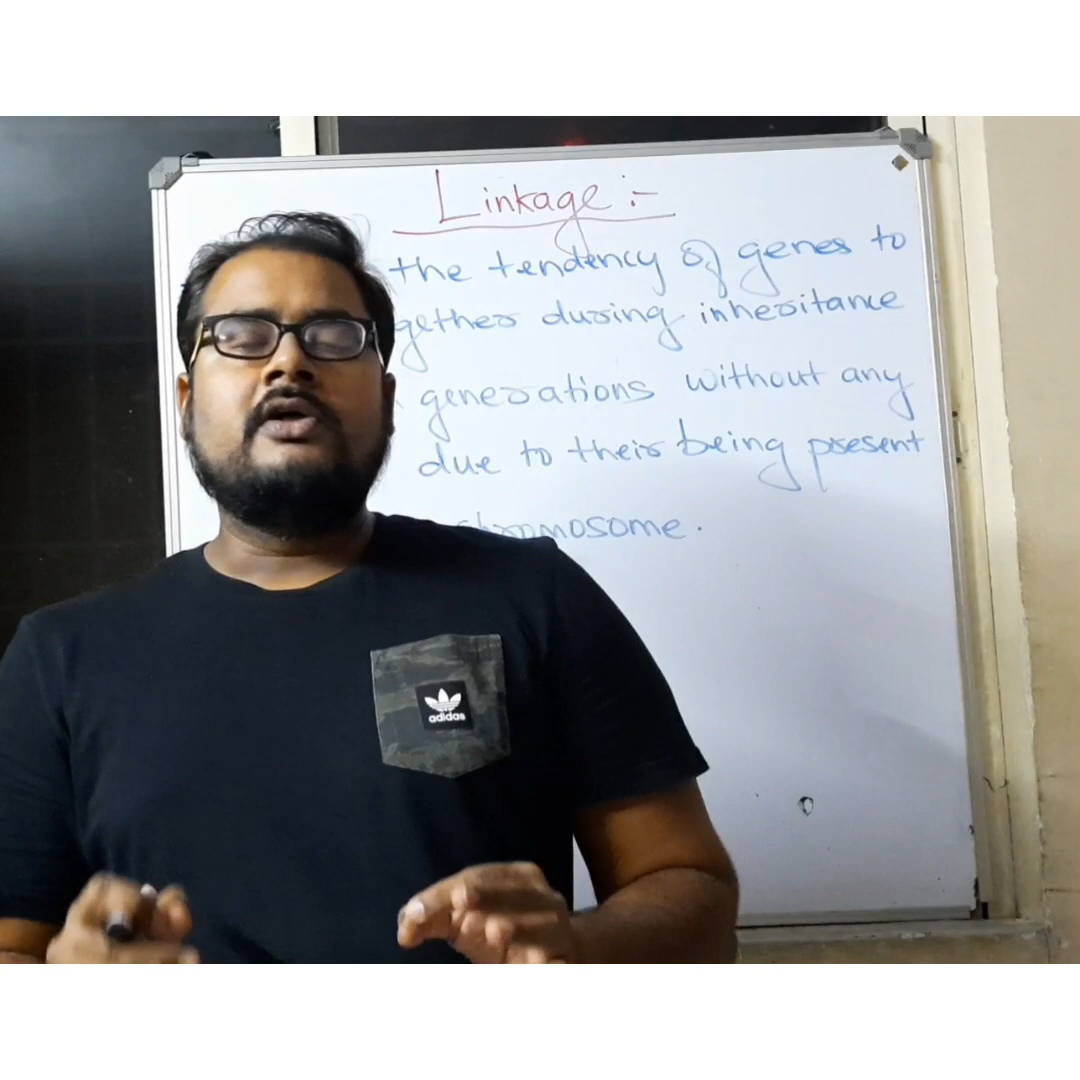 Linkage :-
the tendency of genes to
gether during inheritance
generations without any
due to their being present
chromosome.
adidas